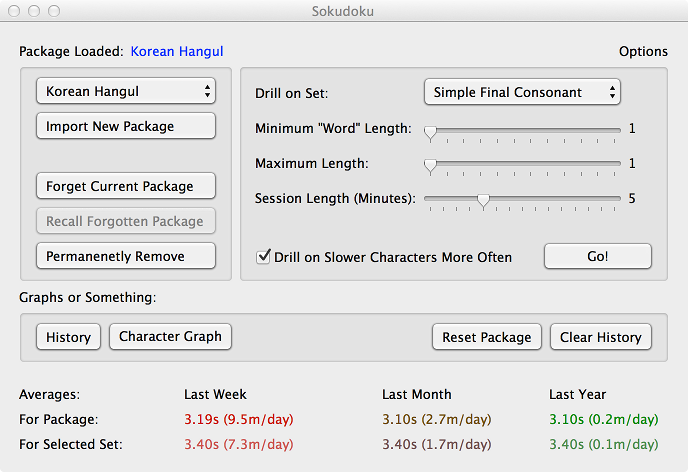 Sokudoku
Package Loaded: Korean Hangul
Options
Korean Hangul
Import New Package
Forget Current Package
Recall Forgotten Package
Permanenetly Remove
Drill on Set: Simple Final Consonant
Minimum "Word" Length: 1
Maximum Length: 1
Session Length (Minutes): 5
Drill on Slower Characters More Often
Go!
Graphs or Something:
History Character Graph Reset Package Clear History
Averages: Last Week Last Month Last Year
For Package: 3.19s (9.5m/day) 3.10s (2.7m/day) 3.10s (0.2m/day)
For Selected Set: 3.40s (7.3m/day) 3.40s (1.7m/day) 3.40s (0.1m/day)